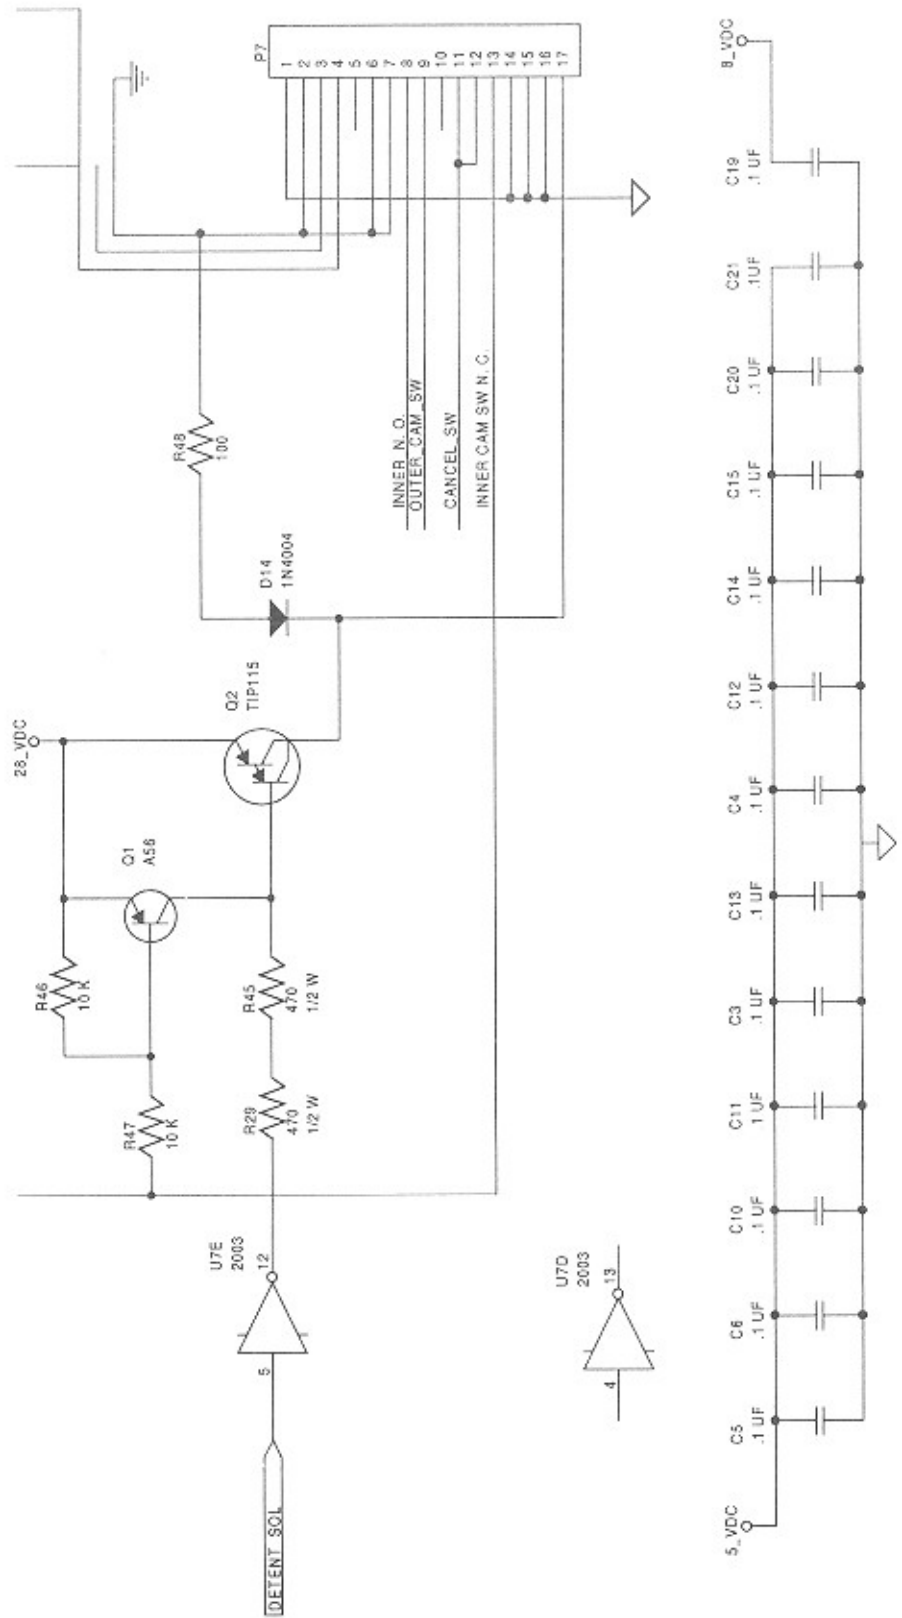 P7
1
2
3
4
5
6
7
8
9
10
11
12
13
14
15
16
17
28_VDC
R46
10 K
Q1
A56
Q2
TIP115
R47
10 K
R48
100
D14
1N4004
U7E
2003
12
5
DETENT SOL
R29
470
1/2 W
R45
470
1/2 W
INNER N. O.
OUTER_CAM_SW
CANCEL_SW
INNER CAM SW N. C.
U7D
2003
13
4
5_VDC
C5
.1 UF
C6
.1 UF
C10
.1 UF
C11
.1 UF
C3
.1 UF
C13
.1 UF
C4
.1 UF
C12
.1 UF
C14
.1 UF
C15
.1 UF
C20
.1 UF
C21
.1UF
C19
.1 UF
8_VDC